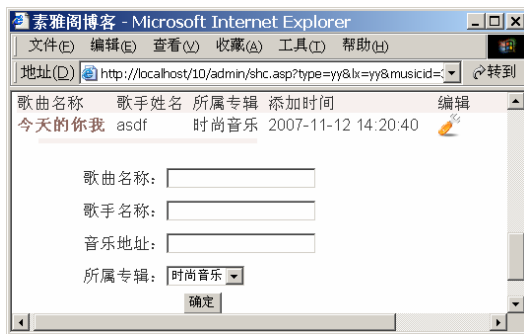 素雅阁博客 - Microsoft Internet Explorer
文件(F) 编辑(E) 查看(V) 收藏(A) 工具(T) 帮助(H)
地址(D) http://localhost/10/admin/shc.asp?type=yy&lx=yy&musicid= 转到
歌曲名称 歌手姓名 所属专辑 添加时间 编辑
今天的你我 asdf 时尚音乐 2007-11-12 14:20:40
歌曲名称：
歌手名称：
音乐地址：
所属专辑： 时尚音乐
确定